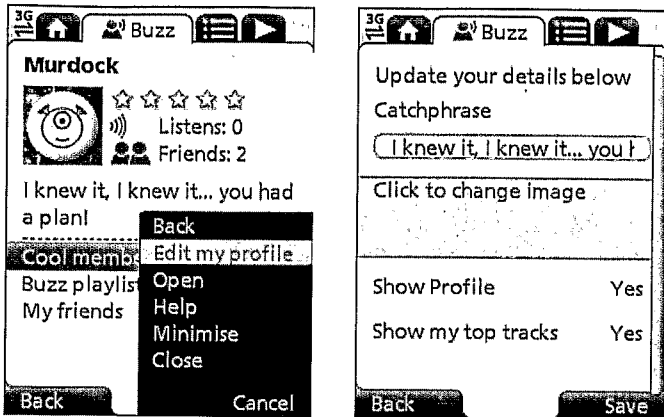 3G
Buzz
Murdock
Listens: 0
Friends: 2
I knew it, I knew it... you had
a plan!
Cool memb
Buzz playlist
My friends
Back
Edit my profile
Open
Help
Minimise
Close
Back
Cancel
3G
Buzz
Update your details below
Catchphrase
I knew it, I knew it... you h
Click to change image
Show Profile Yes
Show my top tracks Yes
Back
Save